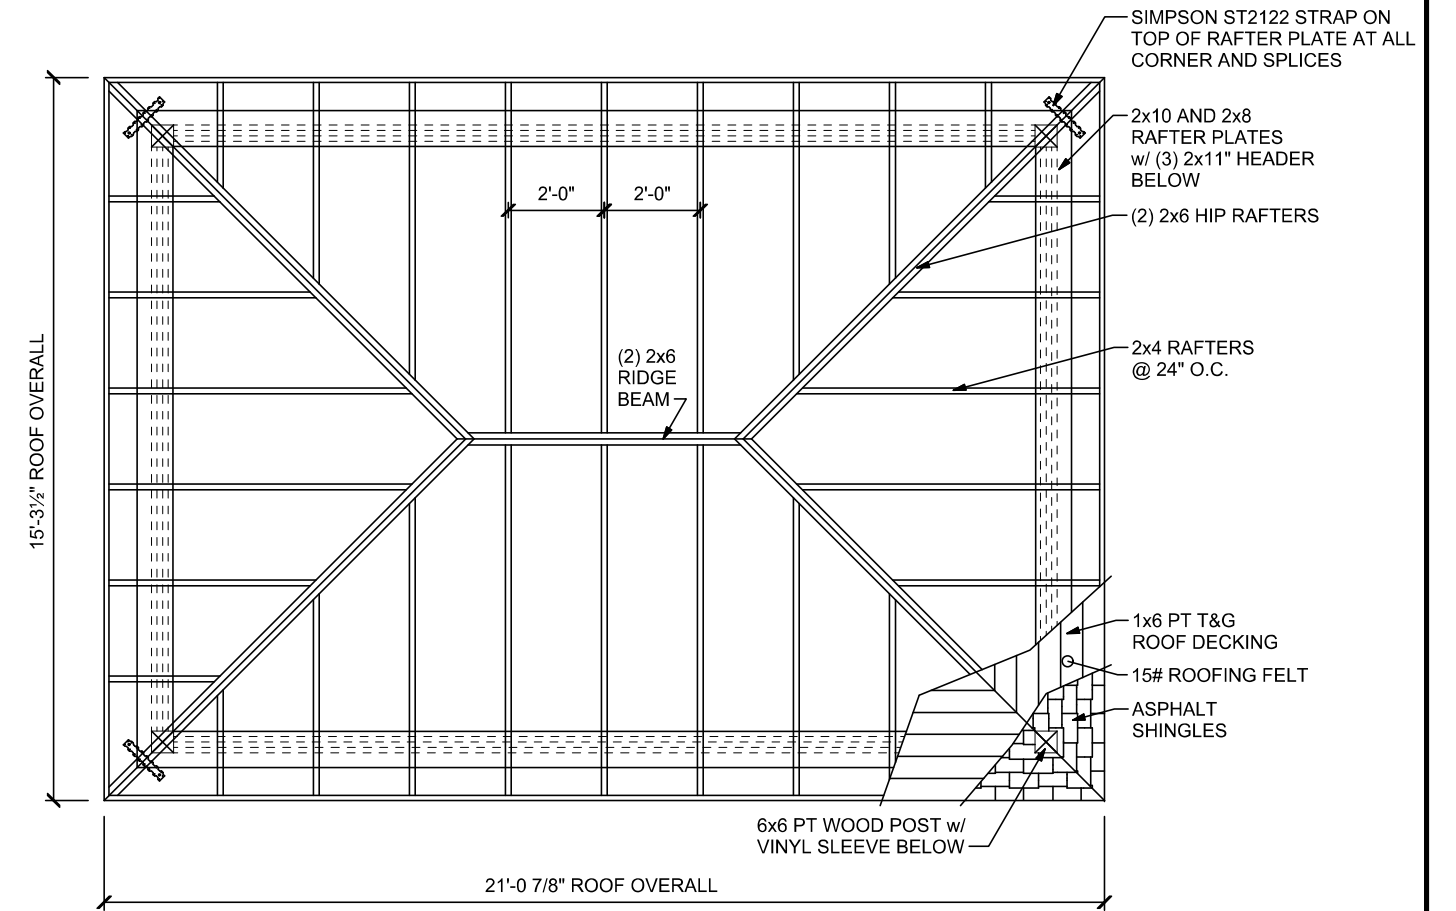 SIMPSON ST2122 STRAP ON
TOP OF RAFTER PLATE AT ALL
CORNER AND SPLICES
2x10 AND 2x8
RAFTER PLATES
w/ (3) 2x11" HEADER
BELOW
2'-0"
2'-0"
(2) 2x6 HIP RAFTERS
(2) 2x6
RIDGE
BEAM
2x4 RAFTERS
@ 24" O.C.
15'-3½" ROOF OVERALL
1x6 PT T&G
ROOF DECKING
15# ROOFING FELT
ASPHALT
SHINGLES
6x6 PT WOOD POST w/
VINYL SLEEVE BELOW
21'-0 7/8" ROOF OVERALL